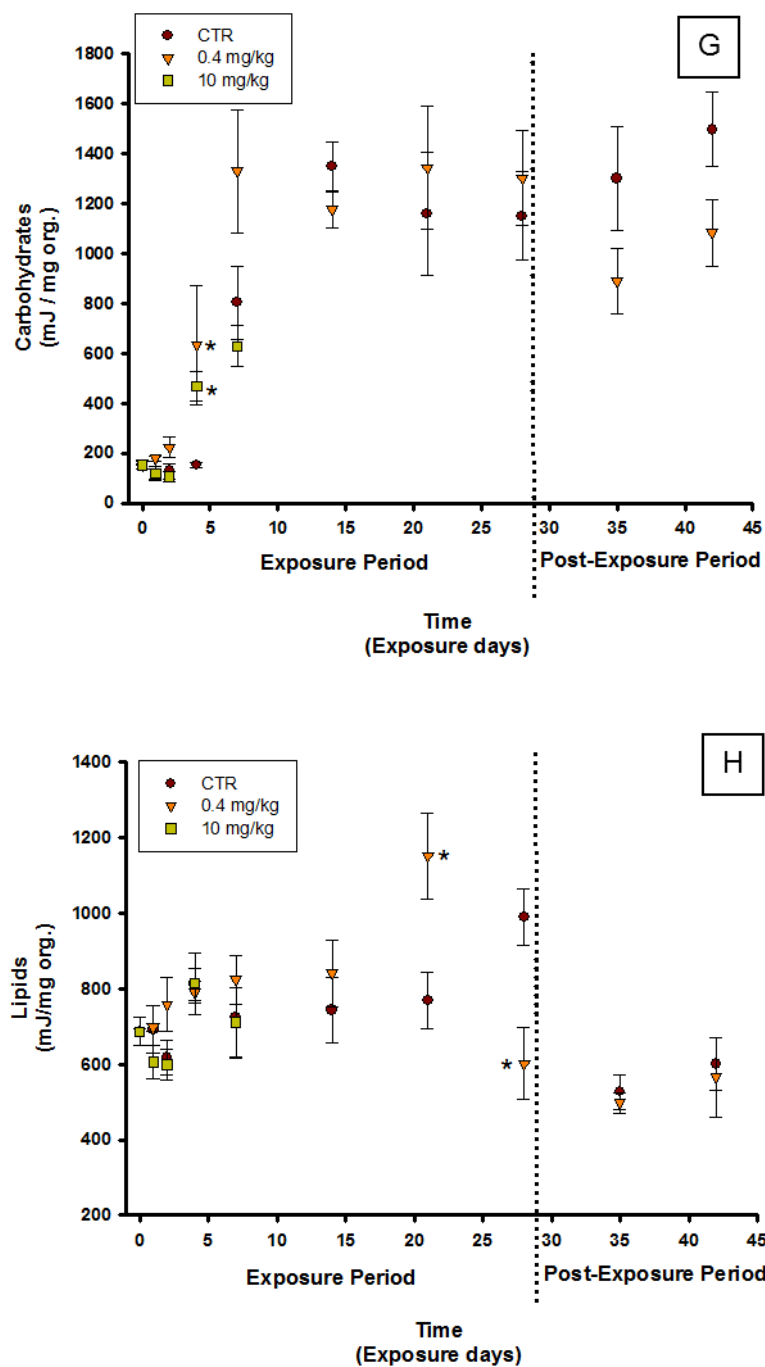 CTR
0.4 mg/kg
10 mg/kg
G
1800
1600
1400
1200
1000
800
600
400
200
0
Carbohydrates
(mJ / mg org.)
*
*
0 5 10 15 20 25 30 35 40 45
Exposure Period Post-Exposure Period
Time
(Exposure days)
H
CTR
0.4 mg/kg
10 mg/kg
1400
1200
1000
800
600
400
200
Lipids
(mJ/mg org.)
*
*
0 5 10 15 20 25 30 35 40 45
Exposure Period Post-Exposure Period
Time
(Exposure days)